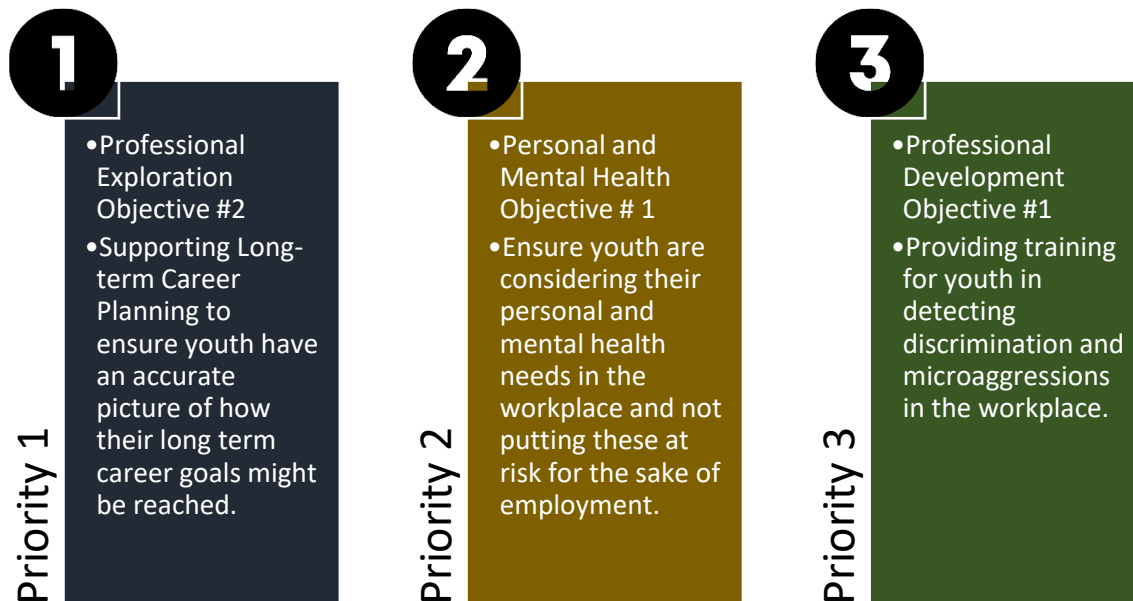 1
•Professional
Exploration
Objective #2
•Supporting Long-
term Career
Planning to
ensure youth have
an accurate
picture of how
their long term
career goals might
be reached.
Priority 1
2
•Personal and
Mental Health
Objective # 1
•Ensure youth are
considering their
personal and
mental health
needs in the
workplace and not
putting these at
risk for the sake of
employment.
Priority 2
3
•Professional
Development
Objective #1
•Providing training
for youth in
detecting
discrimination and
microaggressions
in the workplace.
Priority 3